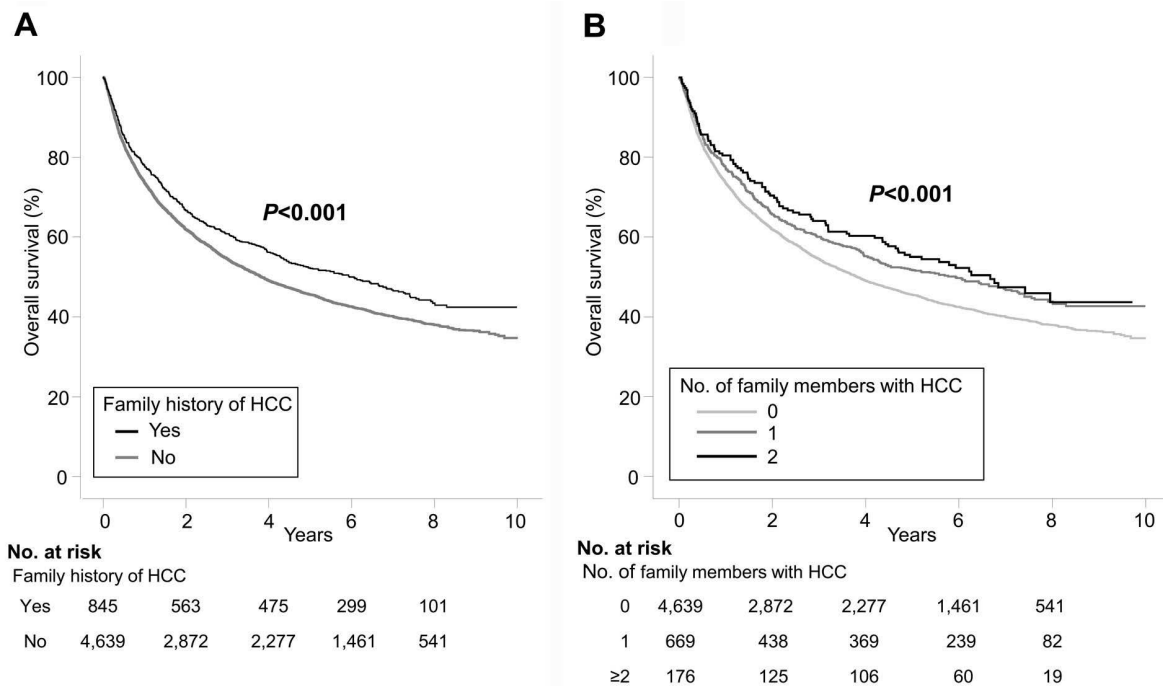 A
100
80
60
40
20
0
Overall survival (%)
P<0.001
Family history of HCC
Yes
No
0 2 4 6 8 10
Years
No. at risk
Family history of HCC
Yes 845 563 475 299 101
No 4,639 2,872 2,277 1,461 541
B
100
80
60
40
20
0
Overall survival (%)
P<0.001
No. of family members with HCC
0
1
2
0 2 4 6 8 10
Years
No. at risk
No. of family members with HCC
0 4,639 2,872 2,277 1,461 541
1 669 438 369 239 82
≥2 176 125 106 60 19